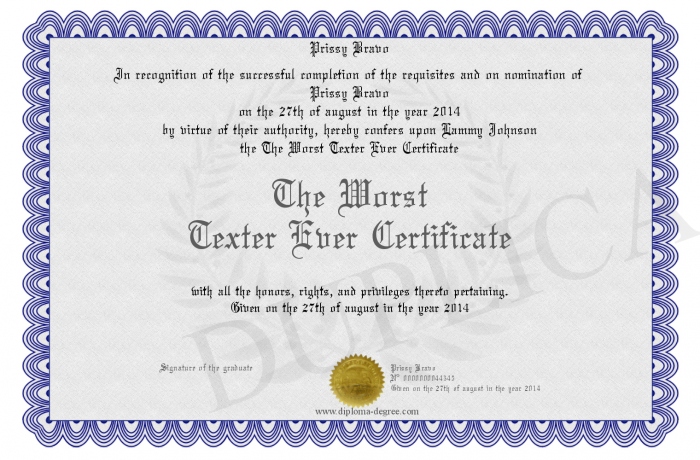 Prissy Bravo
In recognition of the successful completion of the requisites and on nomination of
Prissy Bravo
on the 27th of august in the year 2014
by virtue of their authority, hereby confers upon Lammy Johnson
the The Worst Texter Ever Certificate
The Worst
Texter Ever Certificate
with all the honors, rights, and privileges thereto pertaining.
Given on the 27th of august in the year 2014
Signature of the graduate
Prissy Bravo
Nº 0000000044345
Given on the 27th of august in the year 2014
www.diploma-degree.com
DUPLICA